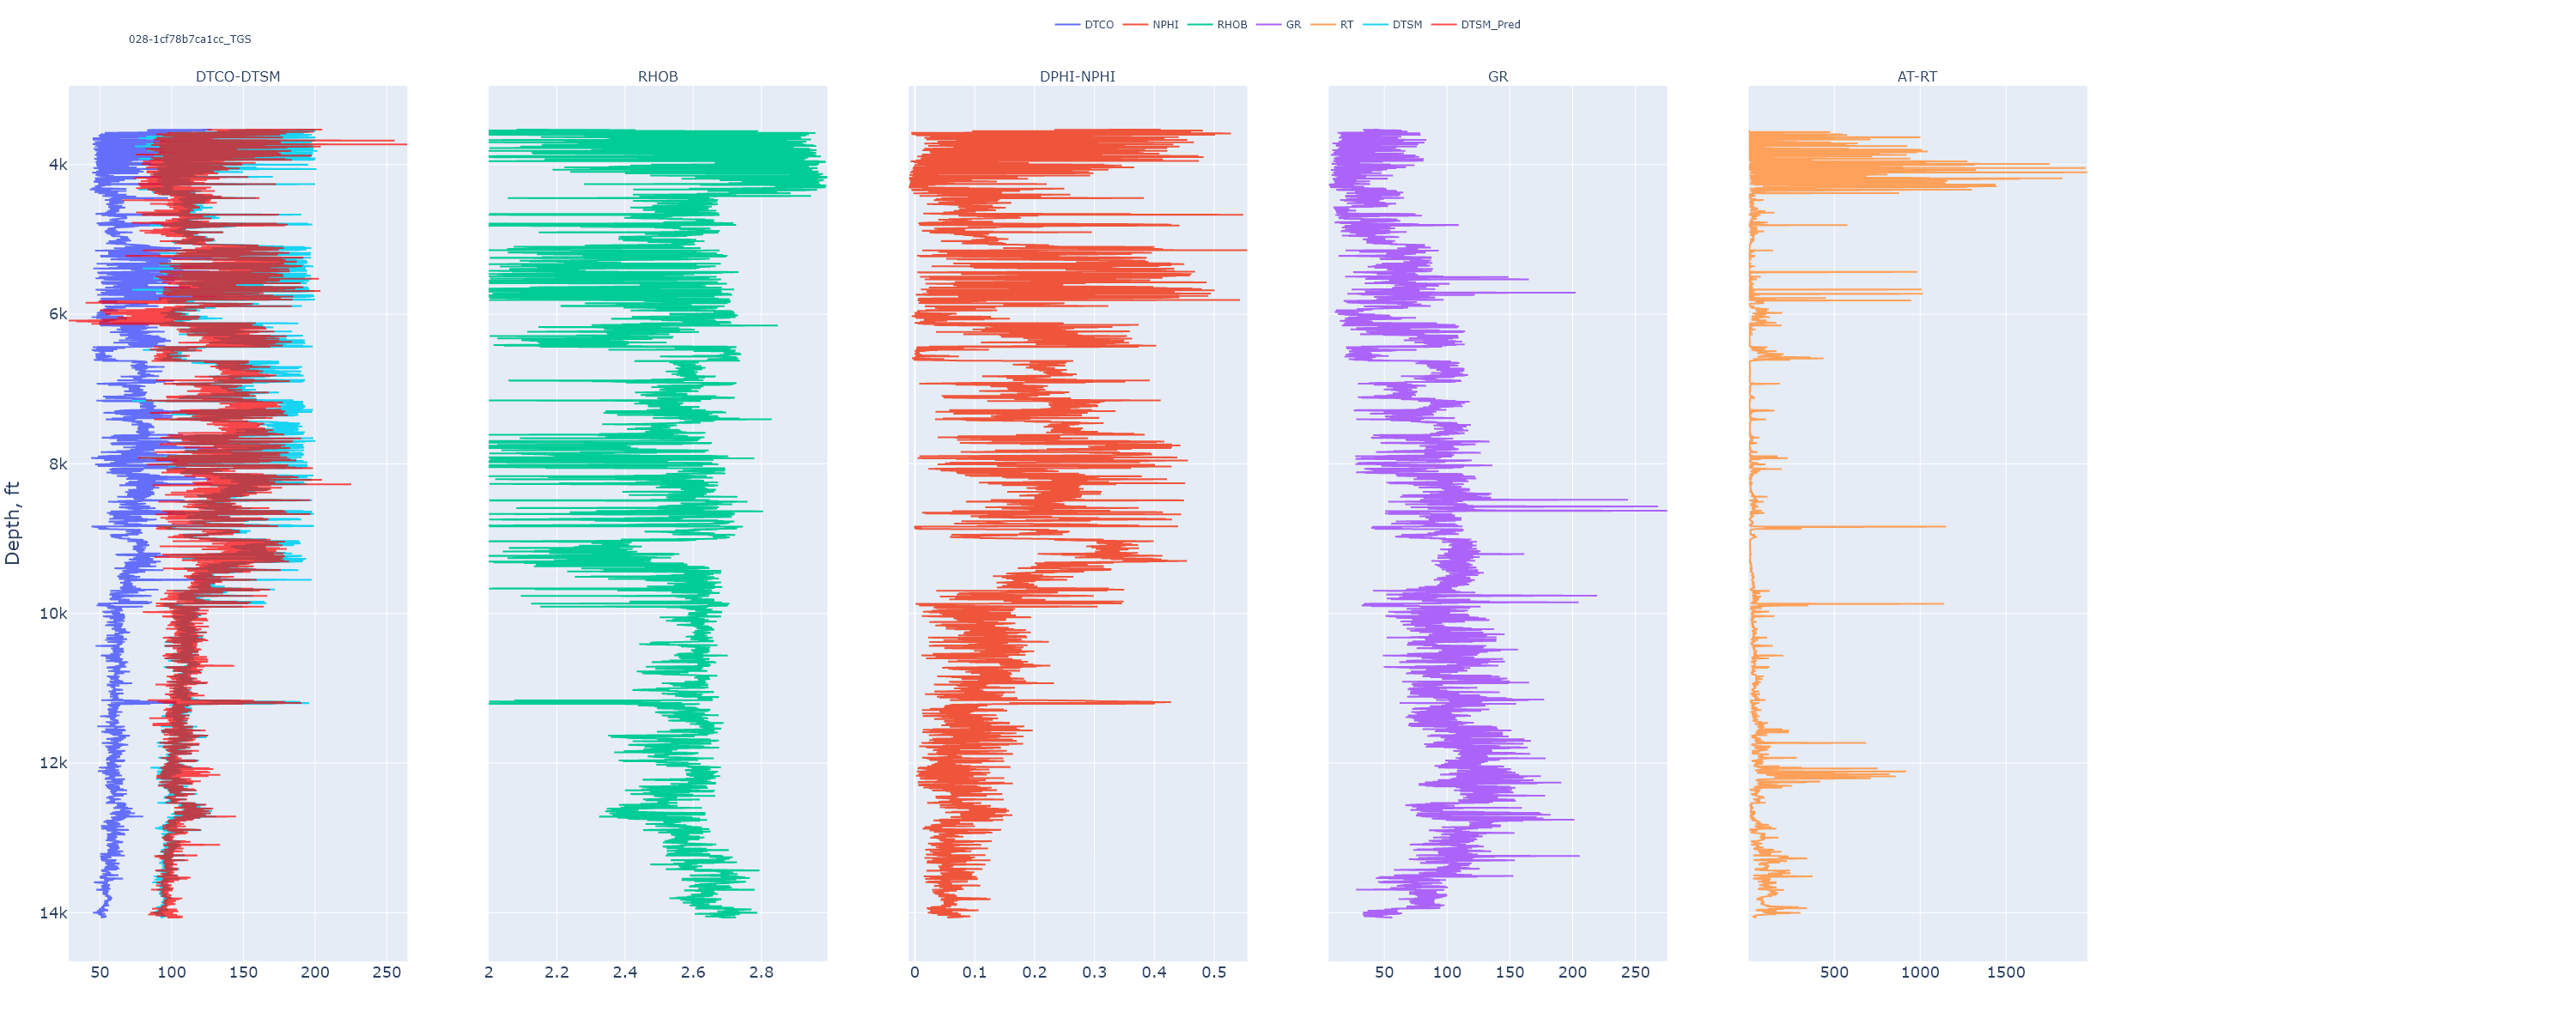 DTCO NPHI RHOB GR RT DTSM DTSM_Pred
028-1cf78b7ca1cc_TGS
DTCO-DTSM RHOB DPHI-NPHI GR AT-RT
4k
6k
8k
Depth, ft
10k
12k
14k
50 100 150 200 250 2 2.2 2.4 2.6 2.8 0 0.1 0.2 0.3 0.4 0.5 50 100 150 200 250 500 1000 1500